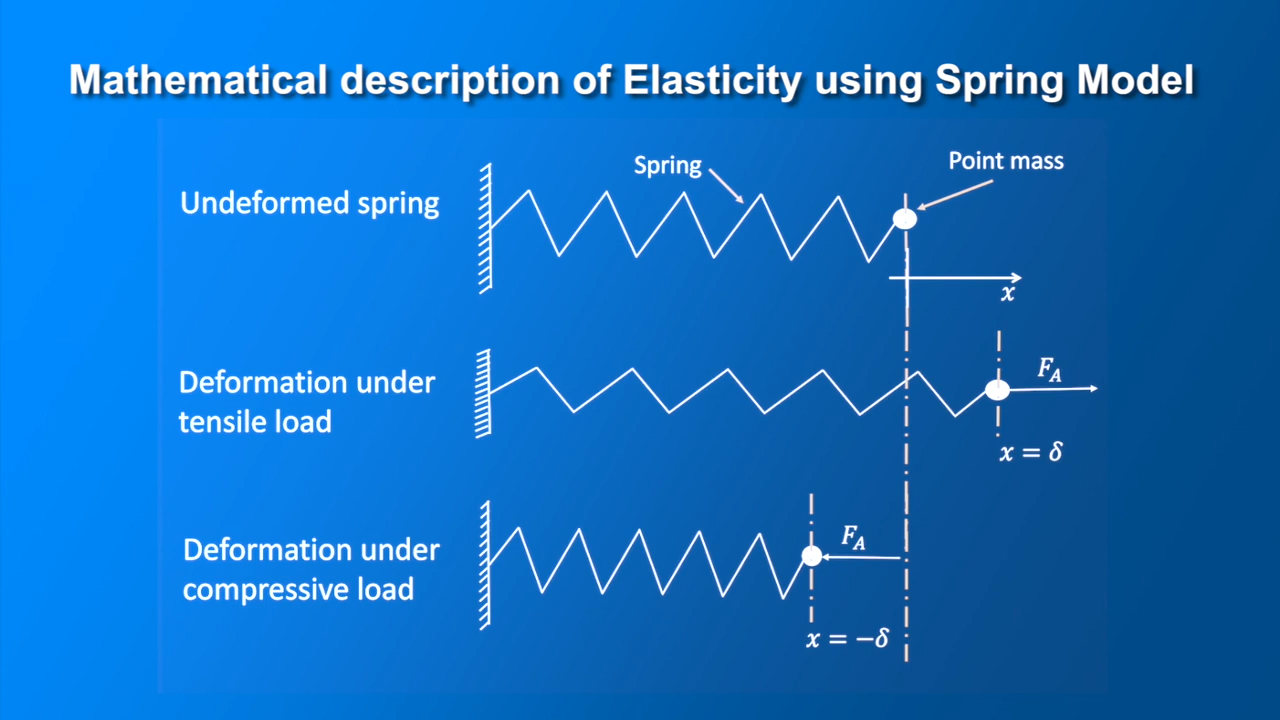 Mathematical description of Elasticity using Spring Model
Spring
Point mass
Undeformed spring
x
Deformation under
tensile load
F_A
x = δ
Deformation under
compressive load
F_A
x = −δ